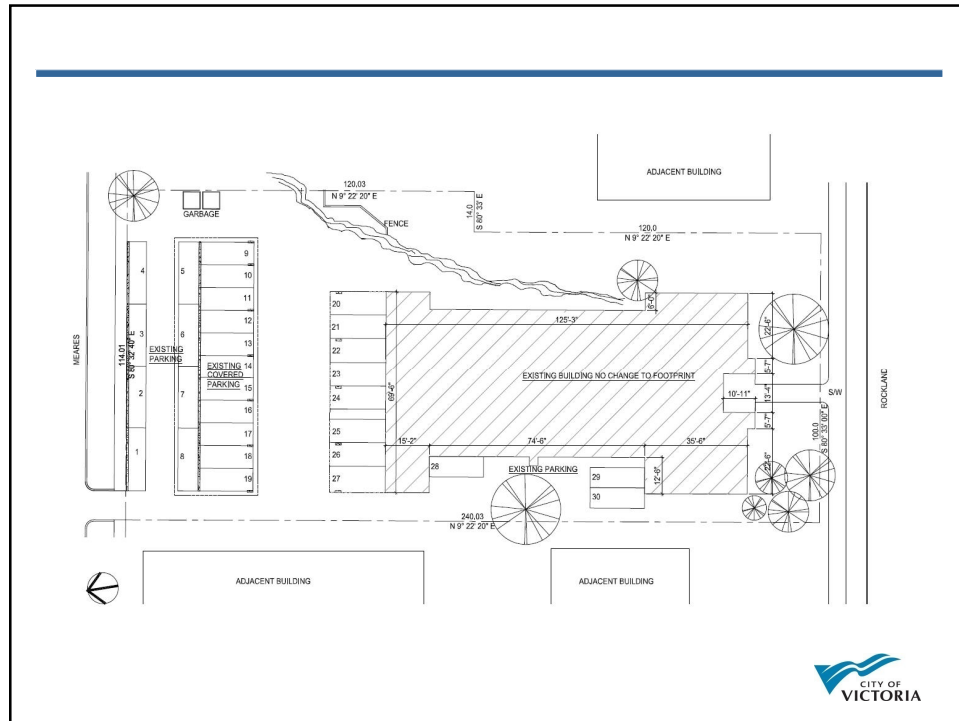 ADJACENT BUILDING
120.03
N 9° 22' 20" E
GARBAGE
FENCE
14.0
S 80° 33' E
120.0
N 9° 22' 20" E
MEARES
114.01
S 80° 32' 40" E
4
3
2
1
EXISTING
PARKING
5
6
7
8
EXISTING
COVERED
PARKING
9
10
11
12
13
14
15
16
17
18
19
20
21
22
23
24
25
26
27
69'-6"
125'-3"
6'-0"
EXISTING BUILDING NO CHANGE TO FOOTPRINT
22'-6"
5'-7"
13'-4"
10'-11"
5'-7"
22'-6"
S/W
ROCKLAND
100.0
S 80° 33' 00" E
15'-2"
74'-6"
35'-6"
28
EXISTING PARKING
29
30
12'-6"
240.03
N 9° 22' 20" E
ADJACENT BUILDING
ADJACENT BUILDING
CITY OF
VICTORIA